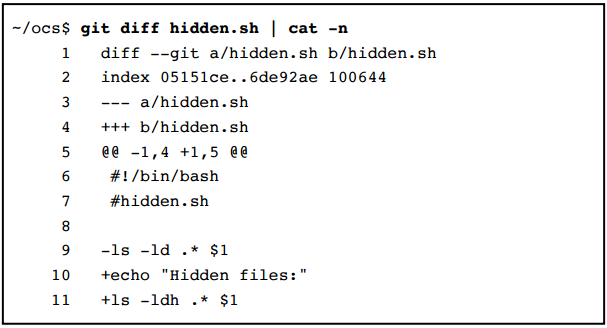 ~/ocs$ git diff hidden.sh | cat -n
1 diff --git a/hidden.sh b/hidden.sh
2 index 05151ce..6de92ae 100644
3 --- a/hidden.sh
4 +++ b/hidden.sh
5 @@ -1,4 +1,5 @@
6  #!/bin/bash
7  #hidden.sh
8
9 -ls -ld .* $1
10 +echo "Hidden files:"
11 +ls -ldh .* $1